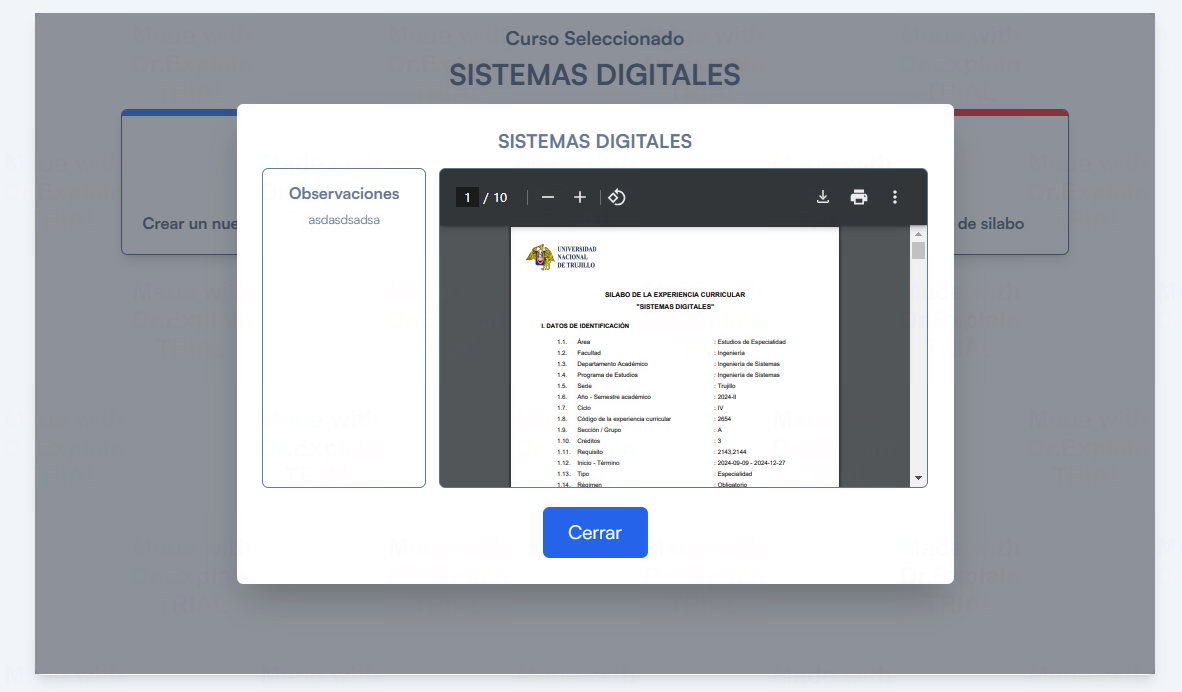 Curso Seleccionado
SISTEMAS DIGITALES
Crear un nue
de silabo
SISTEMAS DIGITALES
Observaciones
asdasdsadsa
1 / 10
UNIVERSIDAD
NACIONAL
DE TRUJILLO
SILABO DE LA EXPERIENCIA CURRICULAR
"SISTEMAS DIGITALES"
I. DATOS DE IDENTIFICACIÓN
1.1. Área : Estudios de Especialidad
1.2. Facultad : Ingeniería
1.3. Departamento Académico : Ingeniería de Sistemas
1.4. Programa de Estudios : Ingeniería de Sistemas
1.5. Sede : Trujillo
1.6. Año - Semestre académico : 2024-II
1.7. Ciclo : IV
1.8. Código de la experiencia curricular : 2654
1.9. Sección / Grupo : A
1.10. Créditos : 3
1.11. Requisito : 2143,2144
1.12. Inicio - Término : 2024-09-09 - 2024-12-27
1.13. Tipo : Especialidad
1.14. Régimen : Obligatorio
Cerrar